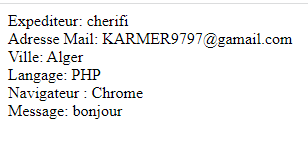 Expediteur: cherifi
Adresse Mail: KARMER9797@gamail.com
Ville: Alger
Langage: PHP
Navigateur : Chrome
Message: bonjour